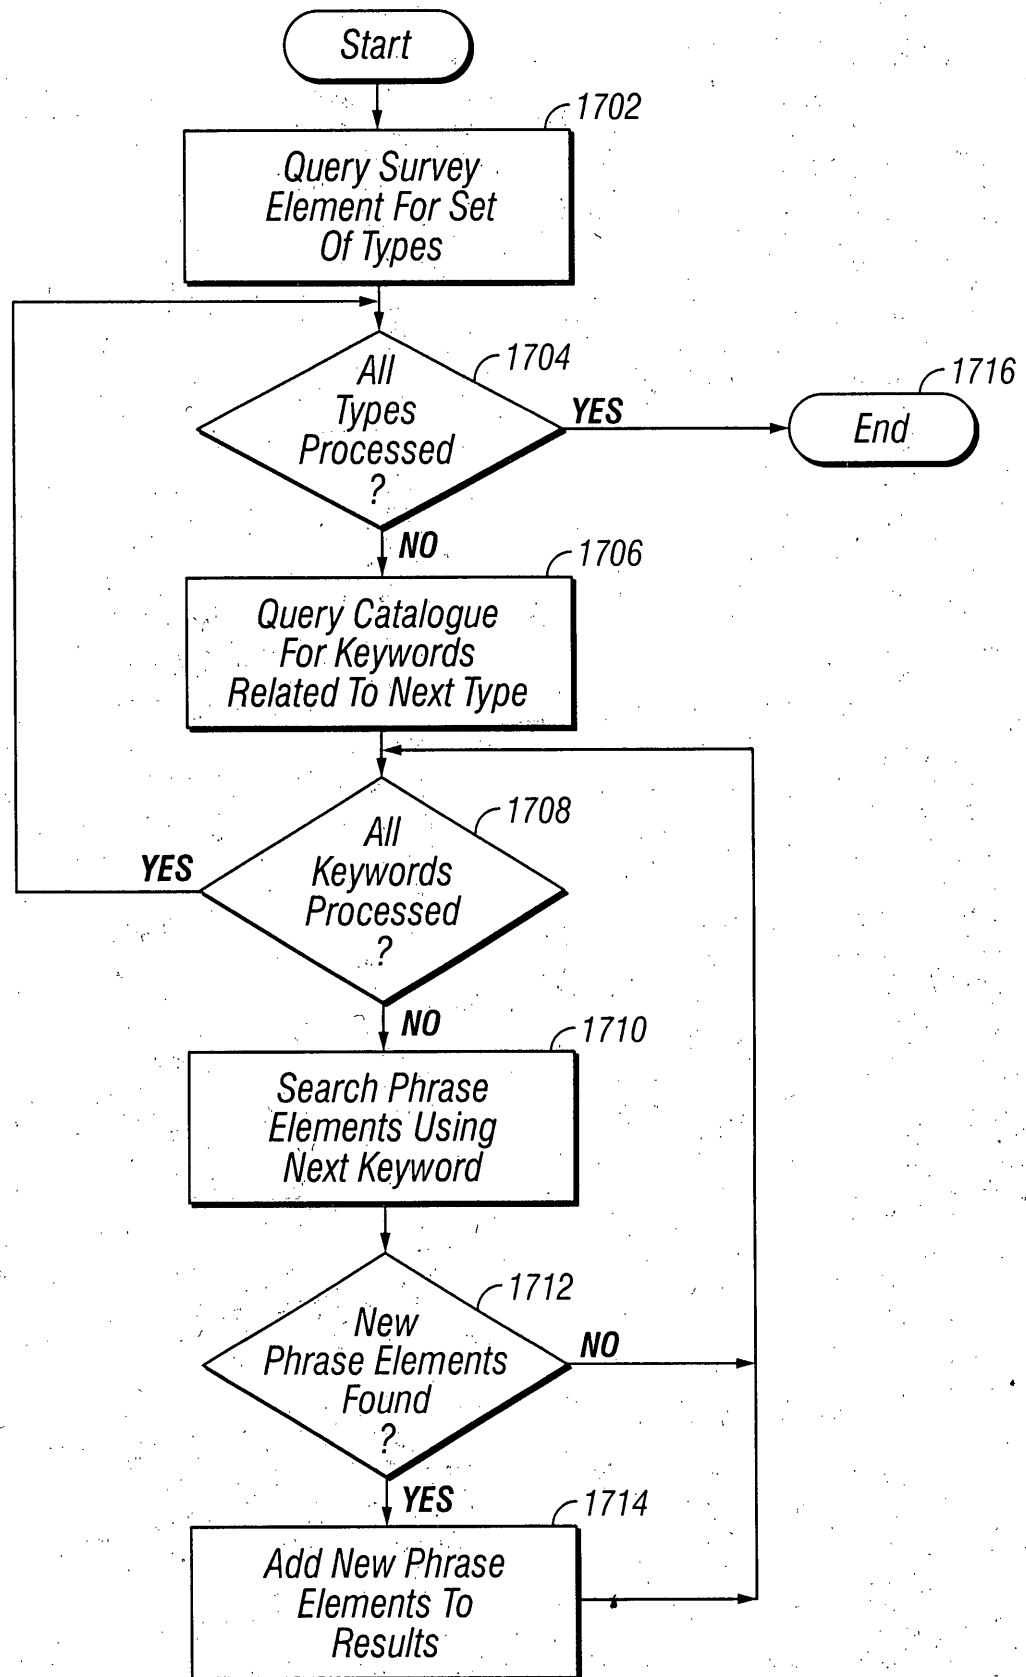 Start
1702
Query Survey
Element For Set
Of Types
1704
All
Types
Processed
?
YES
1716
End
NO
1706
Query Catalogue
For Keywords
Related To Next Type
1708
All
Keywords
Processed
?
YES
NO
1710
Search Phrase
Elements Using
Next Keyword
1712
New
Phrase Elements
Found
?
NO
YES
1714
Add New Phrase
Elements To
Results